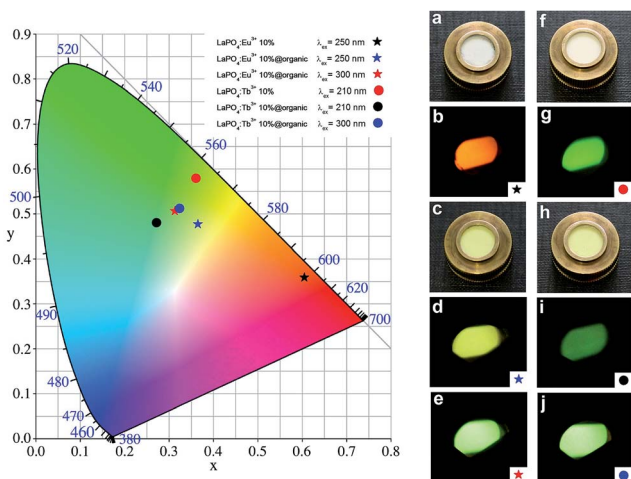 LaPO₄:Eu³⁺ 10% λex= 250 nm
LaPO₄:Eu³⁺ 10%@organic λex= 250 nm
LaPO₄:Eu³⁺ 10%@organic λex= 300 nm
LaPO₄:Tb³⁺ 10% λex= 210 nm
LaPO₄:Tb³⁺ 10%@organic λex= 210 nm
LaPO₄:Tb³⁺ 10%@organic λex= 300 nm
0.9
0.8
0.7
0.6
0.5
0.4
0.3
0.2
0.1
0.0
y
0.0 0.1 0.2 0.3 0.4 0.5 0.6 0.7 0.8
x
520
540
560
500
580
600
620
490
700
480
470
460
380
a
f
b
g
c
h
d
i
e
j